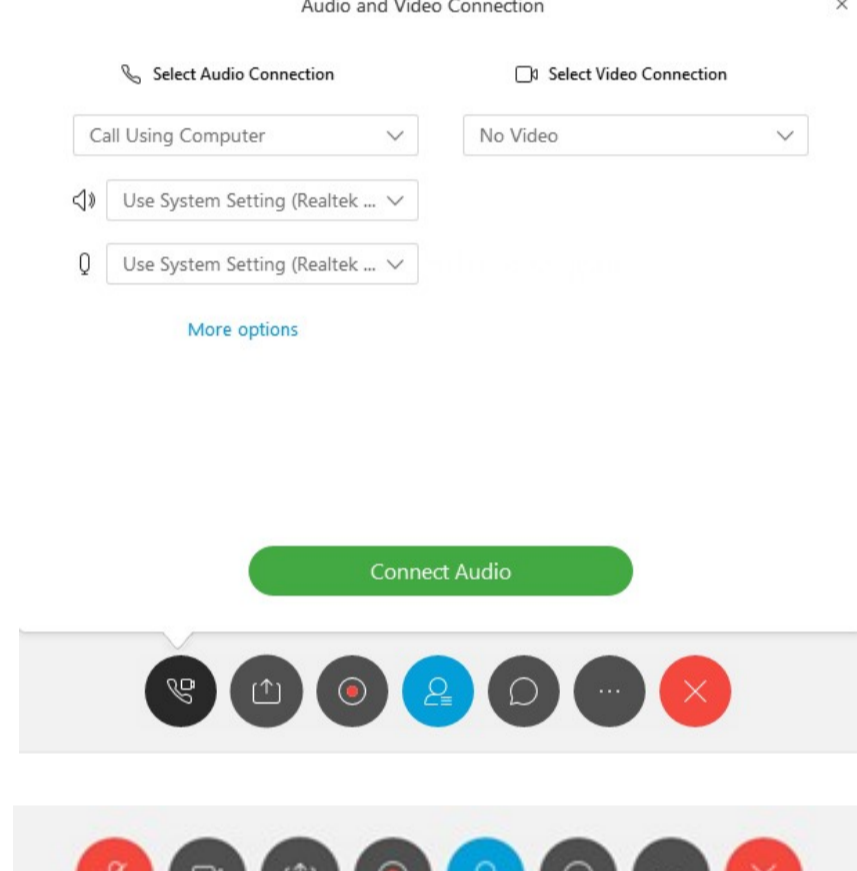 Audio and Video Connection
Select Audio Connection
Select Video Connection
Call Using Computer
No Video
Use System Setting (Realtek ...
Use System Setting (Realtek ...
More options
Connect Audio